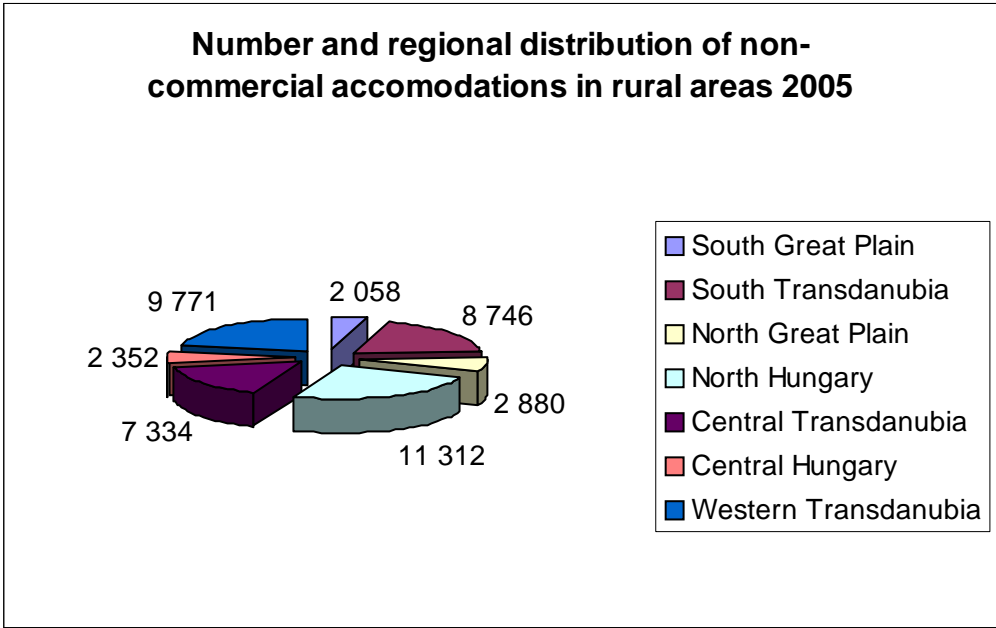 Number and regional distribution of non-
commercial accomodations in rural areas 2005
9 771
2 058
8 746
2 352
2 880
7 334
11 312
South Great Plain
South Transdanubia
North Great Plain
North Hungary
Central Transdanubia
Central Hungary
Western Transdanubia